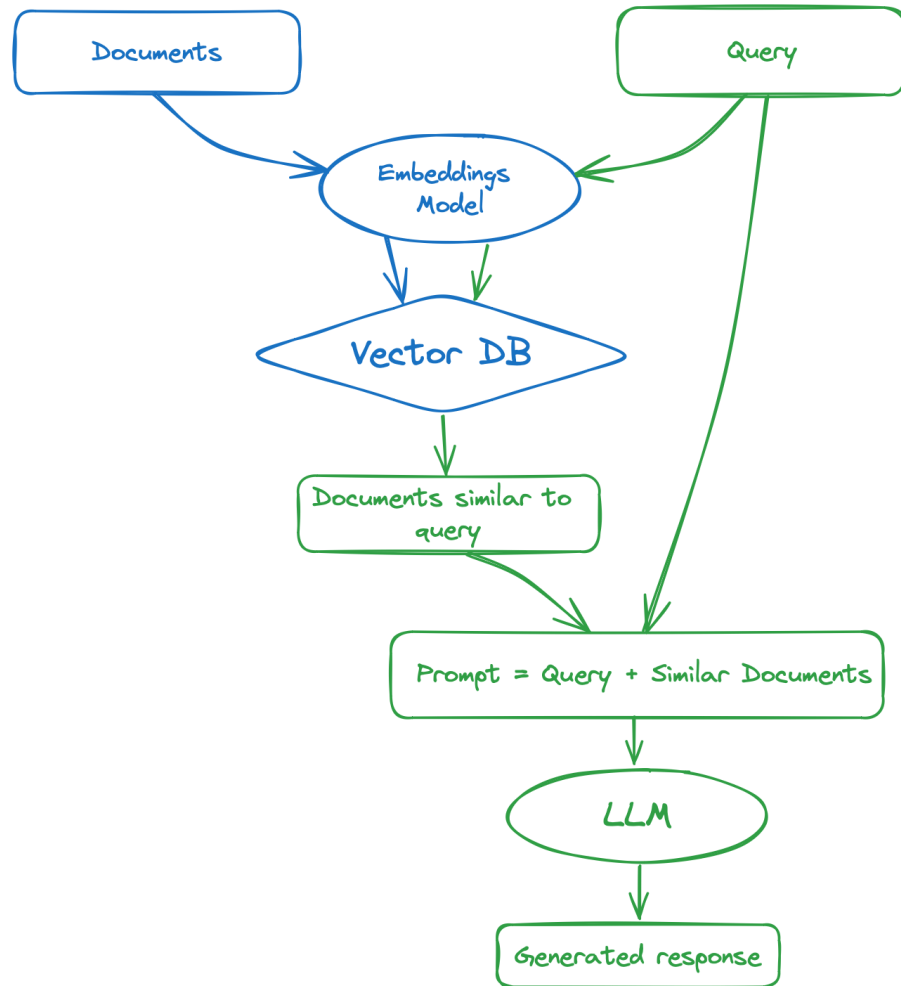 Documents
Query
Embeddings
Model
Vector DB
Documents similar to
query
Prompt = Query + Similar Documents
LLM
Generated response